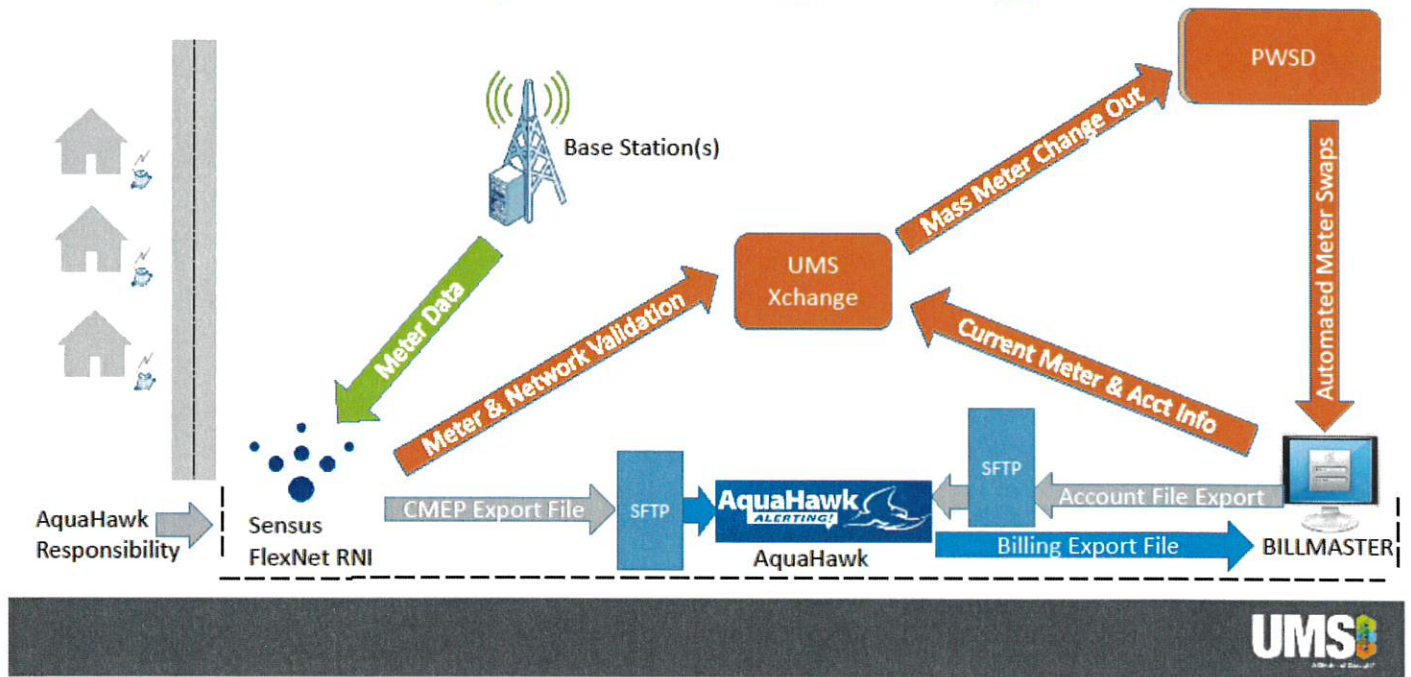 PWSD
Base Station(s)
Mass Meter Change Out
Automated Meter Swaps
UMS
Xchange
Meter Data
Meter & Network Validation
Current Meter & Acct Info
SFTP
CMEP Export File
SFTP
AquaHawk
ALERTING!
Account File Export
AquaHawk
Responsibility
Sensus
FlexNet RNI
AquaHawk
Billing Export File
BILLMASTER
UMS